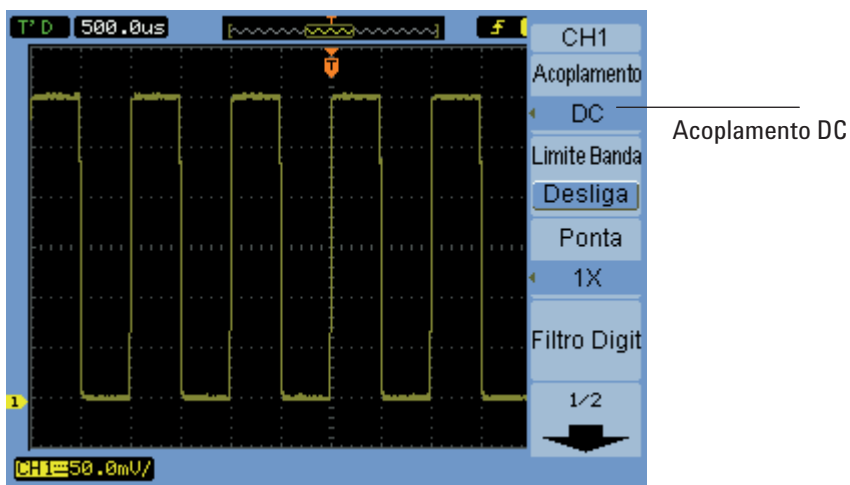 T'D 500.0us
T
CH1
Acoplamento
DC
Acoplamento DC
Limite Banda
Desliga
Ponta
1X
Filtro Digit
1/2
1
CH1 50.0mV/